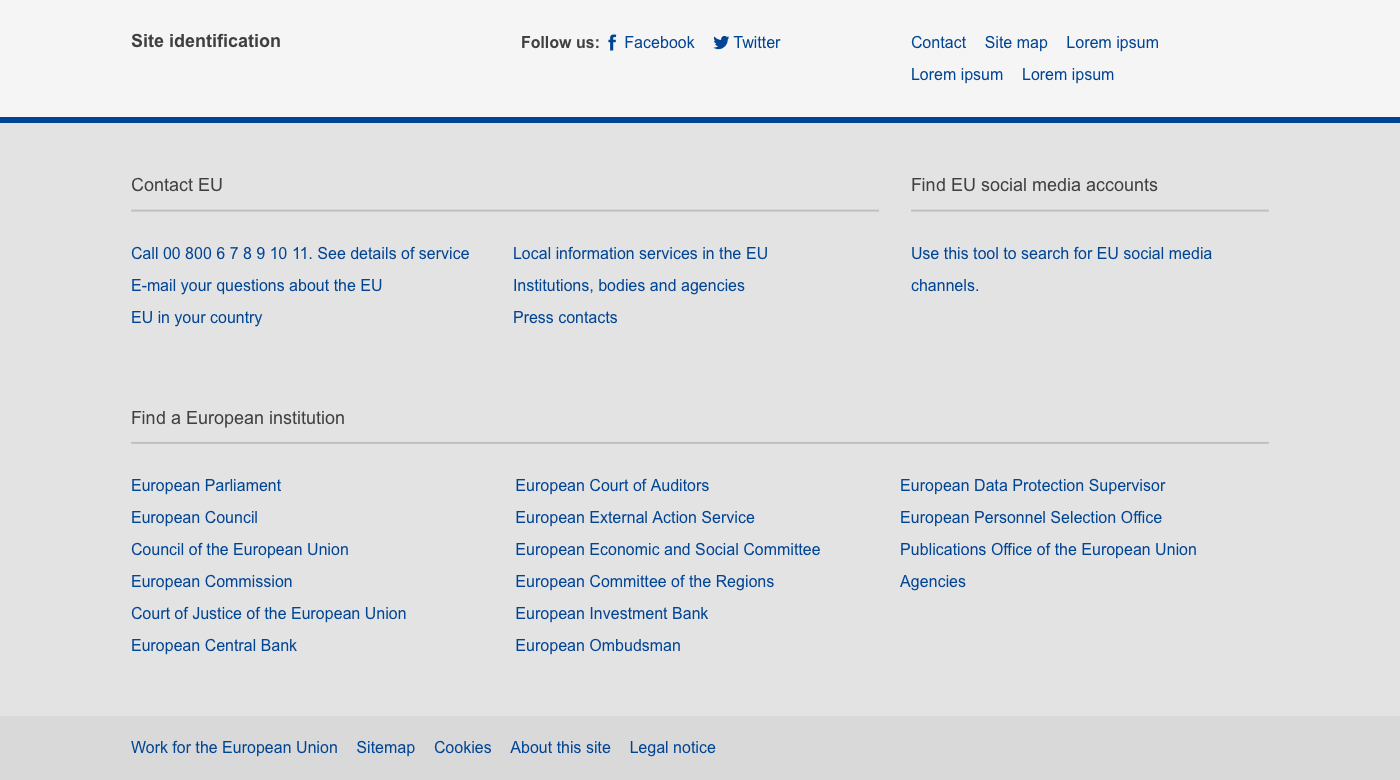 Site identification
Follow us: Facebook Twitter
Contact Site map Lorem ipsum
Lorem ipsum Lorem ipsum
Contact EU
Call 00 800 6 7 8 9 10 11. See details of service
E-mail your questions about the EU
EU in your country
Local information services in the EU
Institutions, bodies and agencies
Press contacts
Find EU social media accounts
Use this tool to search for EU social media
channels.
Find a European institution
European Parliament
European Council
Council of the European Union
European Commission
Court of Justice of the European Union
European Central Bank
European Court of Auditors
European External Action Service
European Economic and Social Committee
European Committee of the Regions
European Investment Bank
European Ombudsman
European Data Protection Supervisor
European Personnel Selection Office
Publications Office of the European Union
Agencies
Work for the European Union Sitemap Cookies About this site Legal notice